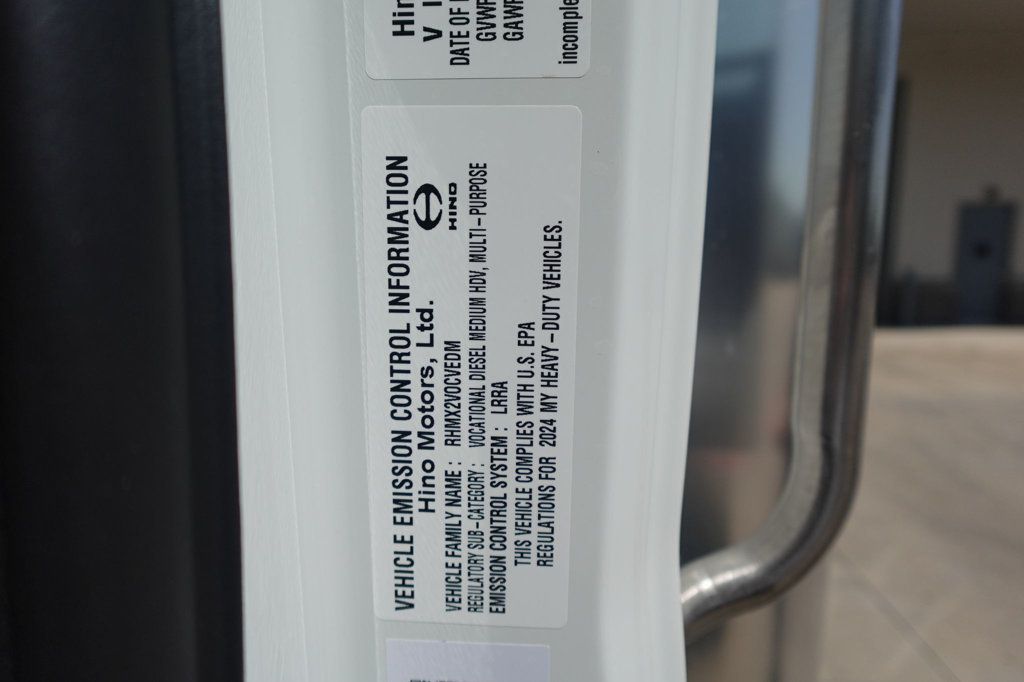 Hin
V I
DATE OF
GVWR
GAWR
incomple
VEHICLE EMISSION CONTROL INFORMATION
Hino Motors, Ltd.
HINO
VEHICLE FAMILY NAME : RHMX2VOCVEDM
REGULATORY SUB-CATEGORY : VOCATIONAL DIESEL MEDIUM HDV, MULTI-PURPOSE
EMISSION CONTROL SYSTEM : LRRA
THIS VEHICLE COMPLIES WITH U.S. EPA
REGULATIONS FOR 2024 MY HEAVY-DUTY VEHICLES.